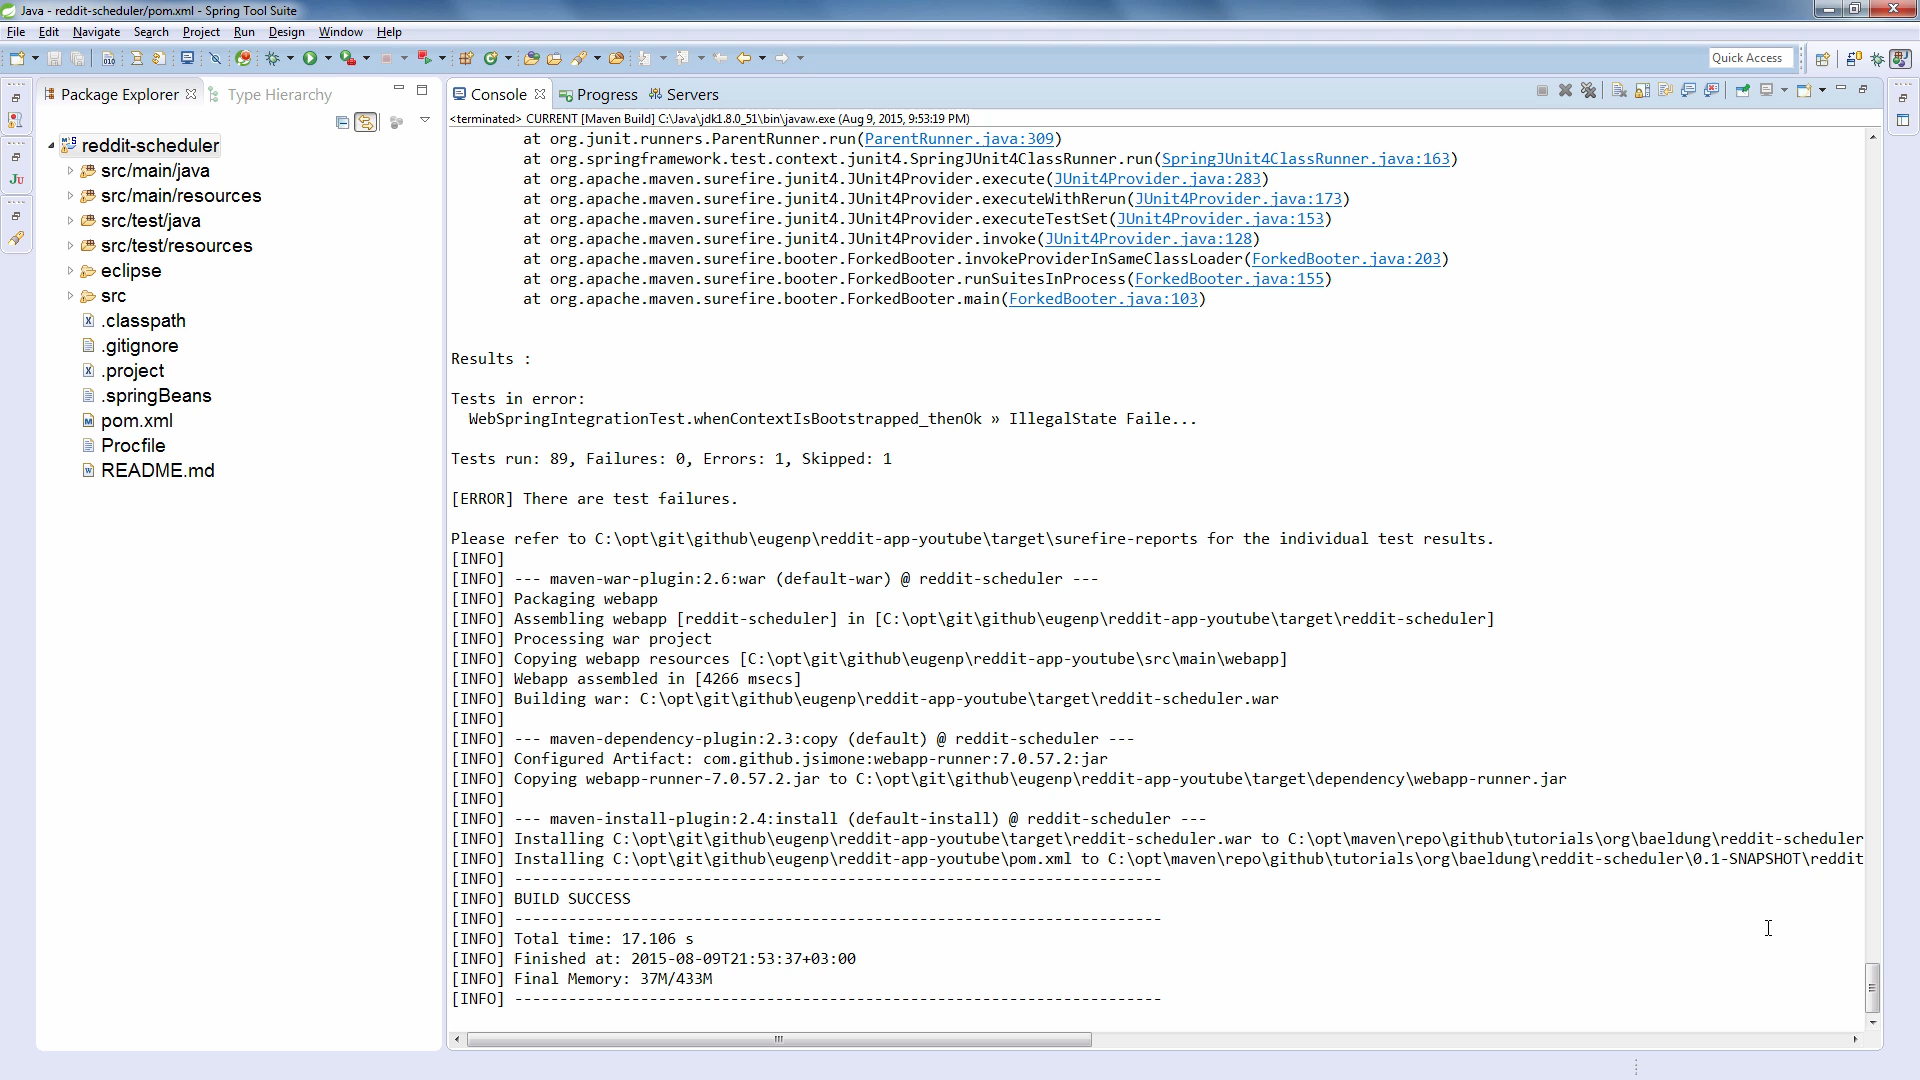 Java - reddit-scheduler/pom.xml - Spring Tool Suite
File Edit Navigate Search Project Run Design Window Help
Quick Access
Package Explorer Type Hierarchy
reddit-scheduler
src/main/java
src/main/resources
src/test/java
src/test/resources
eclipse
src
.classpath
.gitignore
.project
.springBeans
pom.xml
Procfile
README.md
Console Progress Servers
<terminated> CURRENT [Maven Build] C:\Java\jdk1.8.0_51\bin\javaw.exe (Aug 9, 2015, 9:53:19 PM)
at org.junit.runners.ParentRunner.run(ParentRunner.java:309)
at org.springframework.test.context.junit4.SpringJUnit4ClassRunner.run(SpringJUnit4ClassRunner.java:163)
at org.apache.maven.surefire.junit4.JUnit4Provider.execute(JUnit4Provider.java:283)
at org.apache.maven.surefire.junit4.JUnit4Provider.executeWithRerun(JUnit4Provider.java:173)
at org.apache.maven.surefire.junit4.JUnit4Provider.executeTestSet(JUnit4Provider.java:153)
at org.apache.maven.surefire.junit4.JUnit4Provider.invoke(JUnit4Provider.java:128)
at org.apache.maven.surefire.booter.ForkedBooter.invokeProviderInSameClassLoader(ForkedBooter.java:203)
at org.apache.maven.surefire.booter.ForkedBooter.runSuitesInProcess(ForkedBooter.java:155)
at org.apache.maven.surefire.booter.ForkedBooter.main(ForkedBooter.java:103)
Results :
Tests in error:
WebSpringIntegrationTest.whenContextIsBootstrapped_thenOk » IllegalState Faile...
Tests run: 89, Failures: 0, Errors: 1, Skipped: 1
[ERROR] There are test failures.
Please refer to C:\opt\git\github\eugenp\reddit-app-youtube\target\surefire-reports for the individual test results.
[INFO]
[INFO] --- maven-war-plugin:2.6:war (default-war) @ reddit-scheduler ---
[INFO] Packaging webapp
[INFO] Assembling webapp [reddit-scheduler] in [C:\opt\git\github\eugenp\reddit-app-youtube\target\reddit-scheduler]
[INFO] Processing war project
[INFO] Copying webapp resources [C:\opt\git\github\eugenp\reddit-app-youtube\src\main\webapp]
[INFO] Webapp assembled in [4266 msecs]
[INFO] Building war: C:\opt\git\github\eugenp\reddit-app-youtube\target\reddit-scheduler.war
[INFO]
[INFO] --- maven-dependency-plugin:2.3:copy (default) @ reddit-scheduler ---
[INFO] Configured Artifact: com.github.jsimone:webapp-runner:7.0.57.2:jar
[INFO] Copying webapp-runner-7.0.57.2.jar to C:\opt\git\github\eugenp\reddit-app-youtube\target\dependency\webapp-runner.jar
[INFO]
[INFO] --- maven-install-plugin:2.4:install (default-install) @ reddit-scheduler ---
[INFO] Installing C:\opt\git\github\eugenp\reddit-app-youtube\target\reddit-scheduler.war to C:\opt\maven\repo\github\tutorials\org\baeldung\reddit-scheduler
[INFO] Installing C:\opt\git\github\eugenp\reddit-app-youtube\pom.xml to C:\opt\maven\repo\github\tutorials\org\baeldung\reddit-scheduler\0.1-SNAPSHOT\reddit
[INFO] ------------------------------------------------------------------------
[INFO] BUILD SUCCESS
[INFO] ------------------------------------------------------------------------
[INFO] Total time: 17.106 s
[INFO] Finished at: 2015-08-09T21:53:37+03:00
[INFO] Final Memory: 37M/433M
[INFO] ------------------------------------------------------------------------